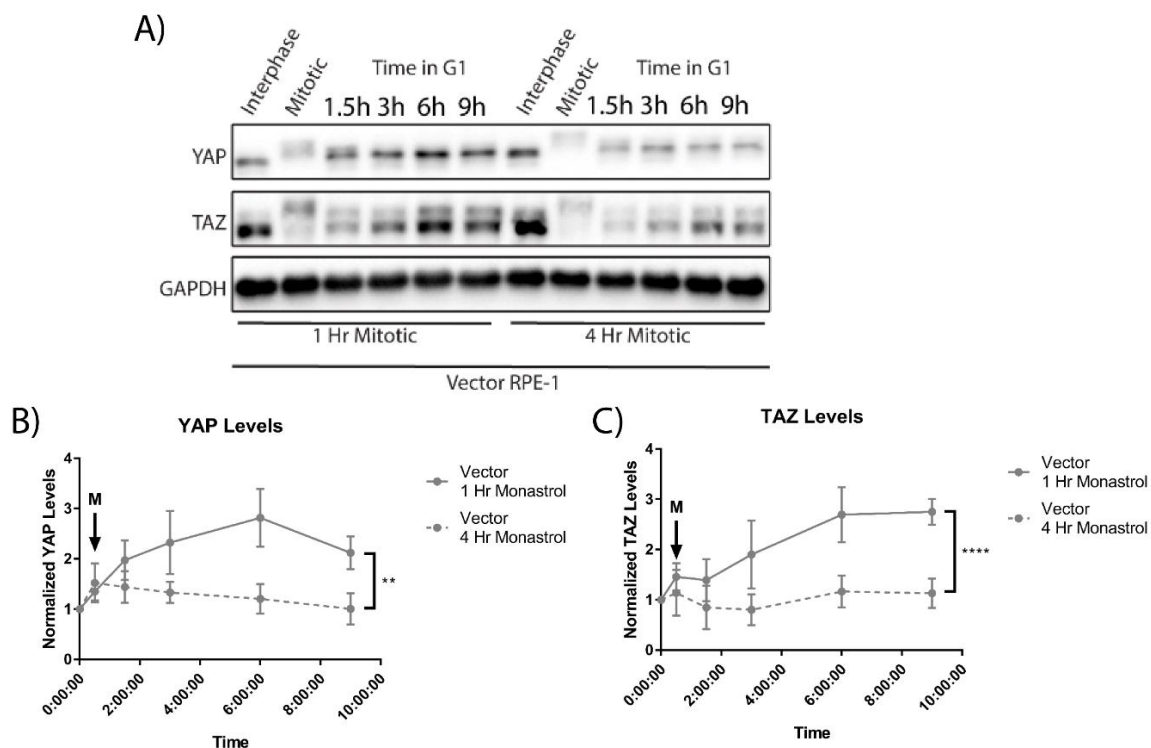 A)
Interphase Mitotic Time in G1 Interphase Mitotic Time in G1
1.5h 3h 6h 9h 1.5h 3h 6h 9h
YAP
TAZ
GAPDH
1 Hr Mitotic 4 Hr Mitotic
Vector RPE-1
B)
YAP Levels
Normalized YAP Levels
4
3
2
1
0
M
**
0:00:00 2:00:00 4:00:00 6:00:00 8:00:00 10:00:00
Time
Vector
1 Hr Monastrol
Vector
4 Hr Monastrol
C)
TAZ Levels
Normalized TAZ Levels
4
3
2
1
0
M
****
0:00:00 2:00:00 4:00:00 6:00:00 8:00:00 10:00:00
Time
Vector
1 Hr Monastrol
Vector
4 Hr Monastrol